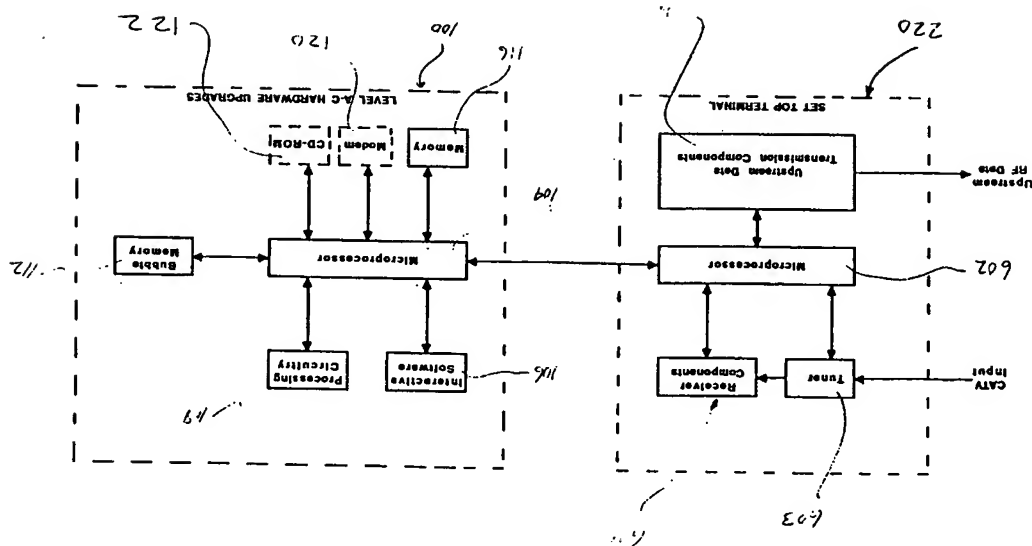 603
CATV
Input
Tuner
Receiver
Components
602
Microprocessor
Upstream
RF Data
Upstream Data
Transmission Components
SET TOP TERMINAL
220
Interactive
Software
106
Processing
Circuitry
Microprocessor
109
Bubble
Memory
112
Memory
Modem
CD-ROM
LEVEL A-C HARDWARE UPGRADES
116
100
120
122